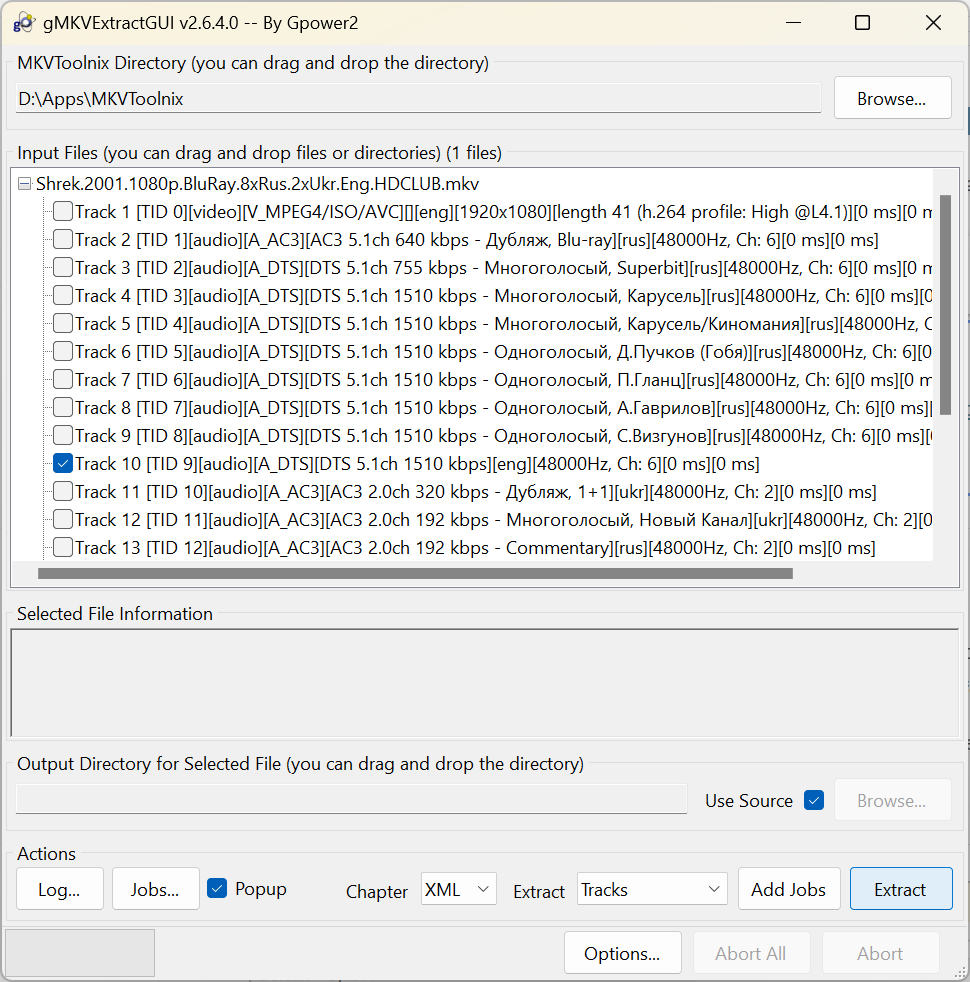 gMKVExtractGUI v2.6.4.0 -- By Gpower2
MKVToolnix Directory (you can drag and drop the directory)
D:\Apps\MKVToolnix
Browse...
Input Files (you can drag and drop files or directories) (1 files)
Shrek.2001.1080p.BluRay.8xRus.2xUkr.Eng.HDCLUB.mkv
Track 1 [TID 0][video][V_MPEG4/ISO/AVC][][eng][1920x1080][length 41 (h.264 profile: High @L4.1)][0 ms][0 m
Track 2 [TID 1][audio][A_AC3][AC3 5.1ch 640 kbps - Дубляж, Blu-ray][rus][48000Hz, Ch: 6][0 ms][0 ms]
Track 3 [TID 2][audio][A_DTS][DTS 5.1ch 755 kbps - Многоголосый, Superbit][rus][48000Hz, Ch: 6][0 ms][0 m
Track 4 [TID 3][audio][A_DTS][DTS 5.1ch 1510 kbps - Многоголосый, Карусель][rus][48000Hz, Ch: 6][0 ms][0
Track 5 [TID 4][audio][A_DTS][DTS 5.1ch 1510 kbps - Многоголосый, Карусель/Киномания][rus][48000Hz, C
Track 6 [TID 5][audio][A_DTS][DTS 5.1ch 1510 kbps - Одноголосый, Д.Пучков (Гобя)][rus][48000Hz, Ch: 6][0
Track 7 [TID 6][audio][A_DTS][DTS 5.1ch 1510 kbps - Одноголосый, П.Гланц][rus][48000Hz, Ch: 6][0 ms][0 m
Track 8 [TID 7][audio][A_DTS][DTS 5.1ch 1510 kbps - Одноголосый, А.Гаврилов][rus][48000Hz, Ch: 6][0 ms][
Track 9 [TID 8][audio][A_DTS][DTS 5.1ch 1510 kbps - Одноголосый, С.Визгунов][rus][48000Hz, Ch: 6][0 ms][
Track 10 [TID 9][audio][A_DTS][DTS 5.1ch 1510 kbps][eng][48000Hz, Ch: 6][0 ms][0 ms]
Track 11 [TID 10][audio][A_AC3][AC3 2.0ch 320 kbps - Дубляж, 1+1][ukr][48000Hz, Ch: 2][0 ms][0 ms]
Track 12 [TID 11][audio][A_AC3][AC3 2.0ch 192 kbps - Многоголосый, Новый Канал][ukr][48000Hz, Ch: 2][0
Track 13 [TID 12][audio][A_AC3][AC3 2.0ch 192 kbps - Commentary][rus][48000Hz, Ch: 2][0 ms][0 ms]
Selected File Information
Output Directory for Selected File (you can drag and drop the directory)
Use Source
Browse...
Actions
Log...
Jobs...
Popup
Chapter
XML
Extract
Tracks
Add Jobs
Extract
Options...
Abort All
Abort